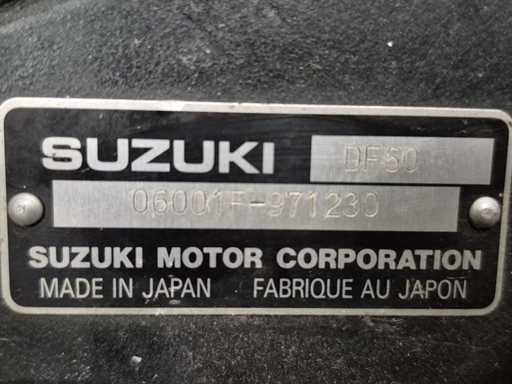 SUZUKI DF50
06001F-971230
SUZUKI MOTOR CORPORATION
MADE IN JAPAN FABRIQUE AU JAPON